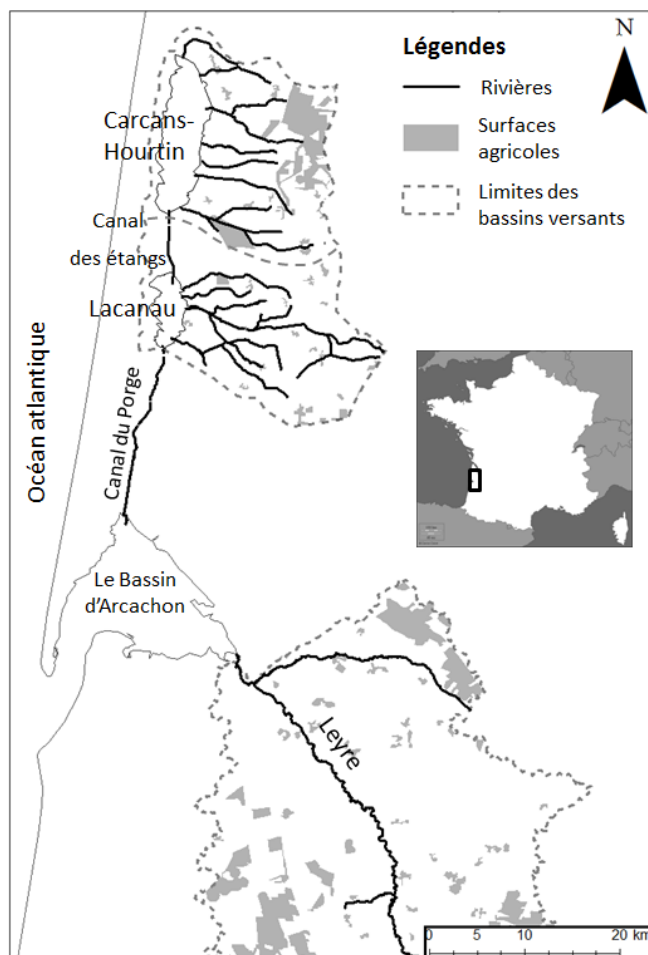 Légendes
N
Rivières
Surfaces
agricoles
Limites des
bassins versants
Carcans-
Hourtin
Canal
des étangs
Lacanau
Océan atlantique
Canal du Porge
Le Bassin
d'Arcachon
Leyre
0 5 10 20 km